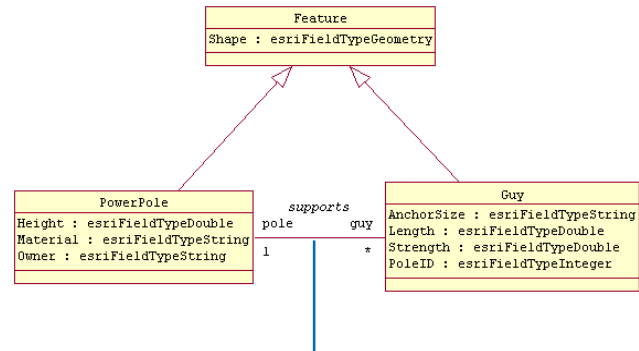 Feature
Shape : esriFieldTypeGeometry
PowerPole
Height : esriFieldTypeDouble
Material : esriFieldTypeString
Owner : esriFieldTypeString
supports
pole guy
1 *
Guy
AnchorSize : esriFieldTypeString
Length : esriFieldTypeDouble
Strength : esriFieldTypeDouble
PoleID : esriFieldTypeInteger